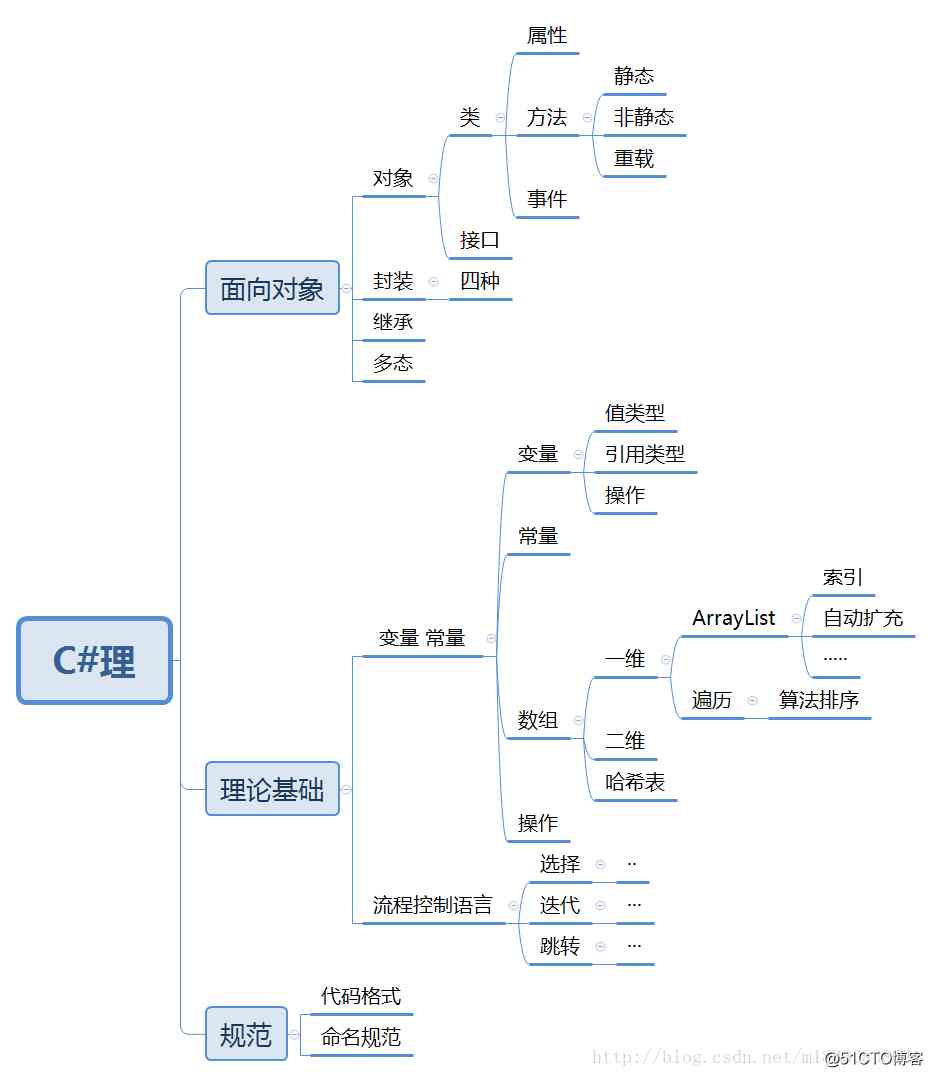 属性
静态
类
方法
非静态
重载
对象
事件
接口
面向对象
封装
四种
继承
多态
值类型
变量
引用类型
操作
常量
索引
ArrayList
自动扩充
变量 常量
一维
·····
C#理
数组
遍历
算法排序
二维
理论基础
哈希表
操作
选择
··
流程控制语言
迭代
···
跳转
···
代码格式
规范
命名规范
http://blog.csdn.net/
@51CTO博客